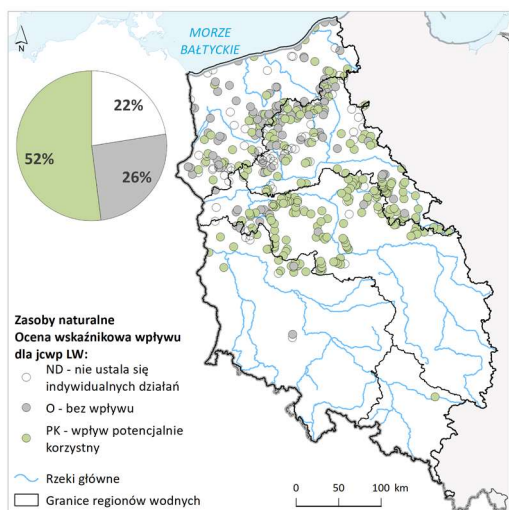 N
MORZE
BAŁTYCKIE
22%
52%
26%
Zasoby naturalne
Ocena wskaźnikowa wpływu
dla jcwp LW:
ND - nie ustala się
indywidualnych działań
O - bez wpływu
PK - wpływ potencjalnie
korzystny
Rzeki główne
Granice regionów wodnych
0 50 100 km